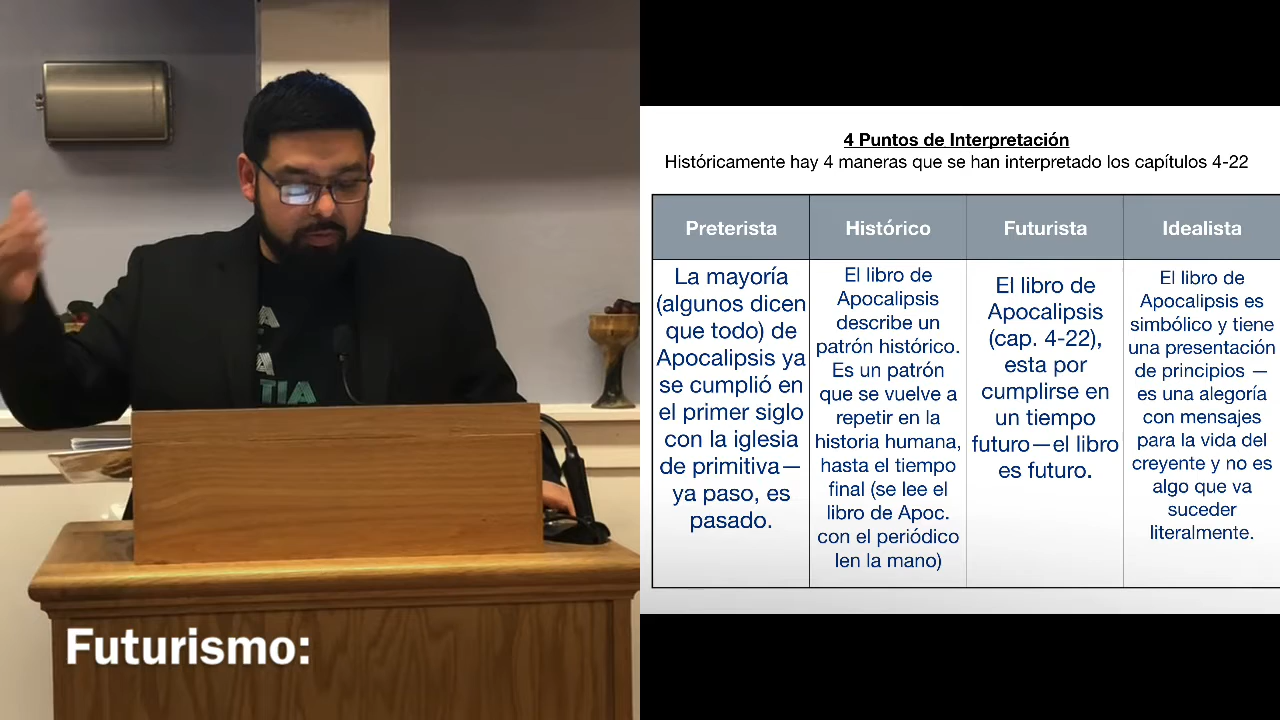 A
A
TIA
Futurismo:
4 Puntos de Interpretación
Históricamente hay 4 maneras que se han interpretado los capítulos 4-22
Preterista
La mayoría
(algunos dicen
que todo) de
Apocalipsis ya
se cumplió en
el primer siglo
con la iglesia
de primitiva—
ya paso, es
pasado.
Histórico
El libro de
Apocalipsis
describe un
patrón histórico.
Es un patrón
que se vuelve a
repetir en la
historia humana,
hasta el tiempo
final (se lee el
libro de Apoc.
con el periódico
len la mano)
Futurista
El libro de
Apocalipsis
(cap. 4-22),
esta por
cumplirse en
un tiempo
futuro—el libro
es futuro.
Idealista
El libro de
Apocalipsis es
simbólico y tiene
una presentación
de principios —
es una alegoría
con mensajes
para la vida del
creyente y no es
algo que va
suceder
literalmente.